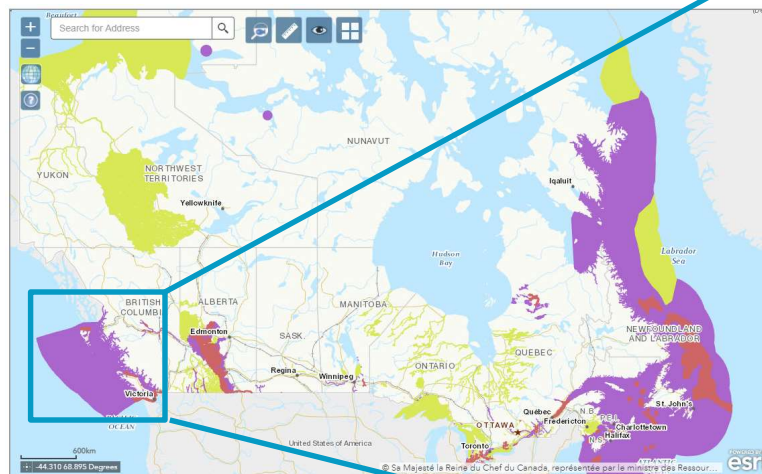 Beaufort
+
Search for Address
−
?
NUNAVUT
YUKON
NORTHWEST
TERRITORIES
Yellowknife
Iqaluit
Hudson
Bay
Labrador
Sea
BRITISH
COLUMBI
ALBERTA
MANITOBA
Edmonton
SASK.
NEWFOUNDLAND
AND LABRADOR
ONTARIO
QUEBEC
Regina
Winnipeg
Victoria
OCEAN
Québec
N.B.
P.E.I.
St. John's
Fredericton
Charlottetown
OTTAWA
N.S.
Halifax
Toronto
United States of America
600km
-44.310 68.895 Degrees
© Sa Majesté la Reine du Chef du Canada, représentée par le ministre des Ressour...
POWERED BY
esri